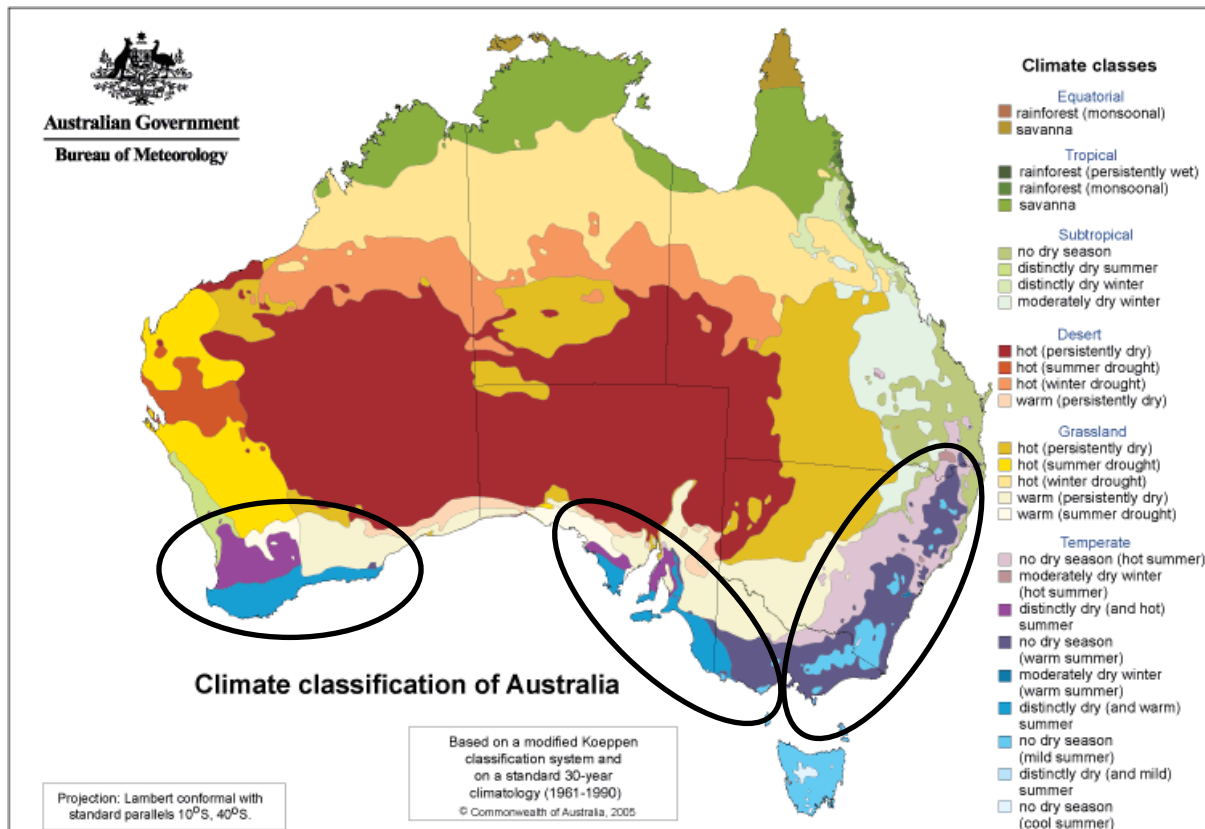 Australian Government
Bureau of Meteorology
Climate classes
Equatorial
rainforest (monsoonal)
savanna
Tropical
rainforest (persistently wet)
rainforest (monsoonal)
savanna
Subtropical
no dry season
distinctly dry summer
distinctly dry winter
moderately dry winter
Desert
hot (persistently dry)
hot (summer drought)
hot (winter drought)
warm (persistently dry)
Grassland
hot (persistently dry)
hot (summer drought)
hot (winter drought)
warm (persistently dry)
warm (summer drought)
Temperate
no dry season (hot summer)
moderately dry winter
(hot summer)
distinctly dry (and hot)
summer
no dry season
(warm summer)
moderately dry winter
(warm summer)
distinctly dry (and warm)
summer
no dry season
(mild summer)
distinctly dry (and mild)
summer
no dry season
(cool summer)
Climate classification of Australia
Based on a modified Koeppen
classification system and
on a standard 30-year
climatology (1961-1990)
© Commonwealth of Australia, 2005
Projection: Lambert conformal with
standard parallels 10ºS, 40ºS.